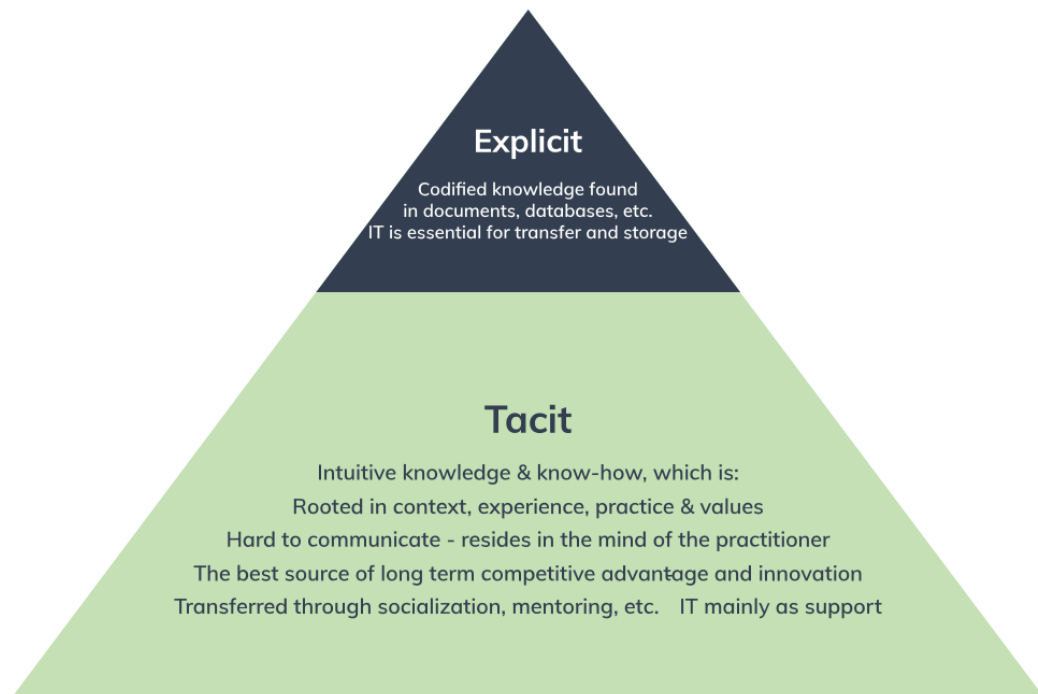 Explicit
Codified knowledge found
in documents, databases, etc.
IT is essential for transfer and storage
Tacit
Intuitive knowledge & know-how, which is:
Rooted in context, experience, practice & values
Hard to communicate - resides in the mind of the practitioner
The best source of long term competitive advantage and innovation
Transferred through socialization, mentoring, etc. IT mainly as support